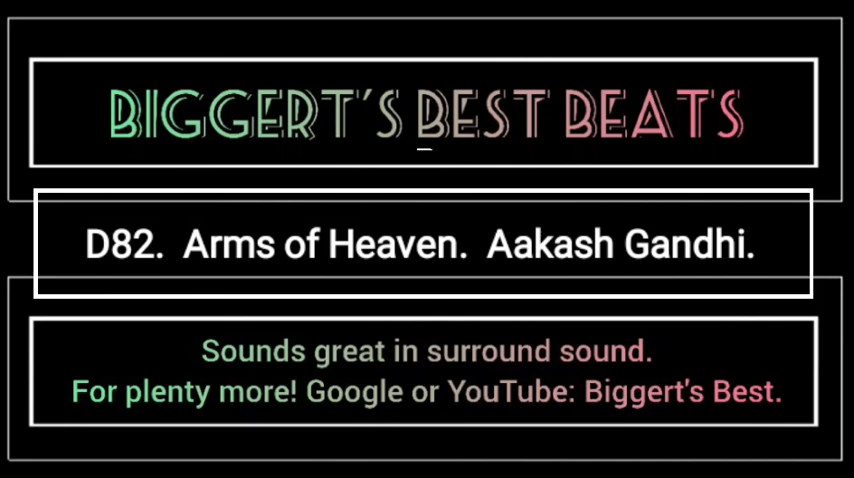 BIGGERT'S BEST BEATS
D82. Arms of Heaven. Aakash Gandhi.
Sounds great in surround sound.
For plenty more! Google or YouTube: Biggert's Best.